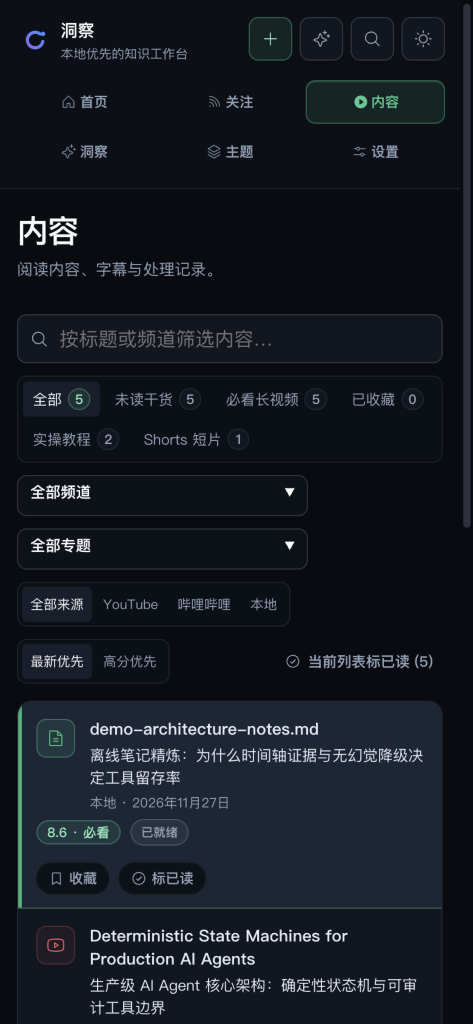 洞察
本地优先的知识工作台
首页
关注
内容
洞察
主题
设置
内容
阅读内容、字幕与处理记录。
按标题或频道筛选内容…
全部 5
未读干货 5
必看长视频 5
已收藏 0
实操教程 2
Shorts 短片 1
全部频道
全部专题
全部来源
YouTube
哔哩哔哩
本地
最新优先
高分优先
当前列表标已读 (5)
demo-architecture-notes.md
离线笔记精炼：为什么时间轴证据与无幻觉降级决
定工具留存率
本地 · 2026年11月27日
8.6 · 必看
已就绪
收藏
标已读
Deterministic State Machines for
Production AI Agents
生产级 AI Agent 核心架构：确定性状态机与可审
计工具边界